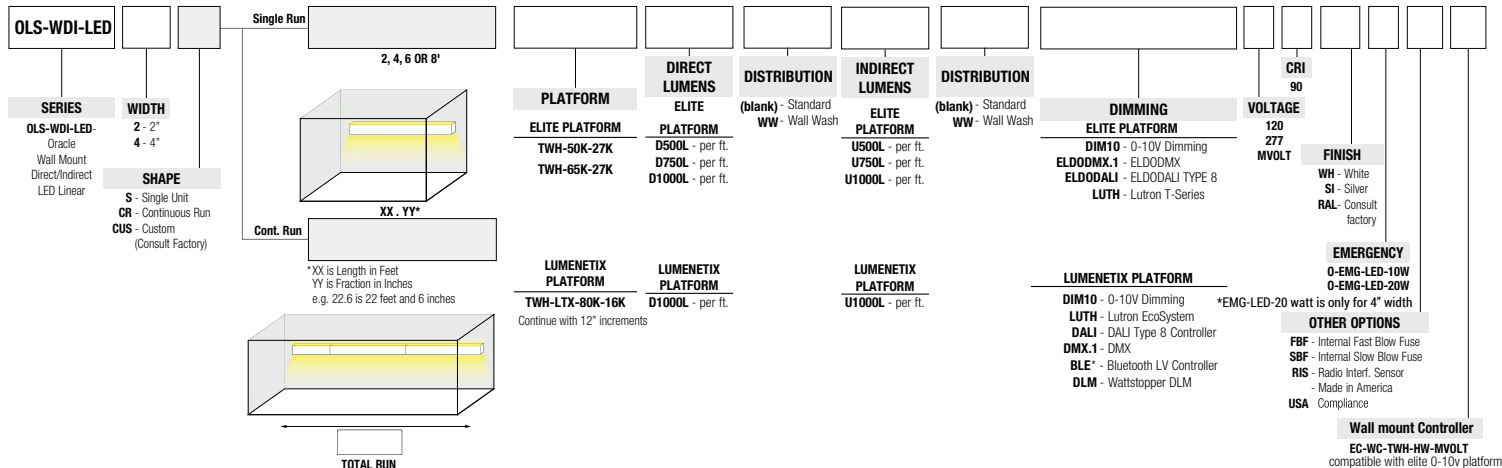 OLS-WDI-LED
SERIES
OLS-WDI-LED-
Oracle
Wall Mount
Direct/Indirect
LED Linear
WIDTH
2 - 2"
4 - 4"
SHAPE
S - Single Unit
CR - Continuous Run
CUS - Custom
(Consult Factory)
Single Run
2, 4, 6 OR 8'
XX . YY*
Cont. Run
*XX is Length in Feet
YY is Fraction in Inches
e.g. 22.6 is 22 feet and 6 inches
TOTAL RUN
PLATFORM
ELITE PLATFORM
TWH-50K-27K
TWH-65K-27K
LUMENETIX
PLATFORM
TWH-LTX-80K-16K
Continue with 12" increments
DIRECT
LUMENS
ELITE
PLATFORM
D500L - per ft.
D750L - per ft.
D1000L - per ft.
LUMENETIX
PLATFORM
D1000L - per ft.
DISTRIBUTION
(blank) - Standard
WW - Wall Wash
INDIRECT
LUMENS
ELITE
PLATFORM
U500L - per ft.
U750L - per ft.
U1000L - per ft.
LUMENETIX
PLATFORM
U1000L - per ft.
DISTRIBUTION
(blank) - Standard
WW - Wall Wash
DIMMING
ELITE PLATFORM
DIM10 - 0-10V Dimming
ELDODMX.1 - ELDODMX
ELDODALI - ELDODALI TYPE 8
LUTH - Lutron T-Series
LUMENETIX PLATFORM
DIM10 - 0-10V Dimming
LUTH - Lutron EcoSystem
DALI - DALI Type 8 Controller
DMX.1 - DMX
BLE* - Bluetooth LV Controller
DLM - Wattstopper DLM
VOLTAGE
120
277
MVOLT
CRI
90
FINISH
WH - White
SI - Silver
RAL- Consult
factory
EMERGENCY
O-EMG-LED-10W
O-EMG-LED-20W
*EMG-LED-20 watt is only for 4" width
OTHER OPTIONS
FBF - Internal Fast Blow Fuse
SBF - Internal Slow Blow Fuse
RIS - Radio Interf. Sensor
- Made in America
USA Compliance
Wall mount Controller
EC-WC-TWH-HW-MVOLT
compatible with elite 0-10v platform